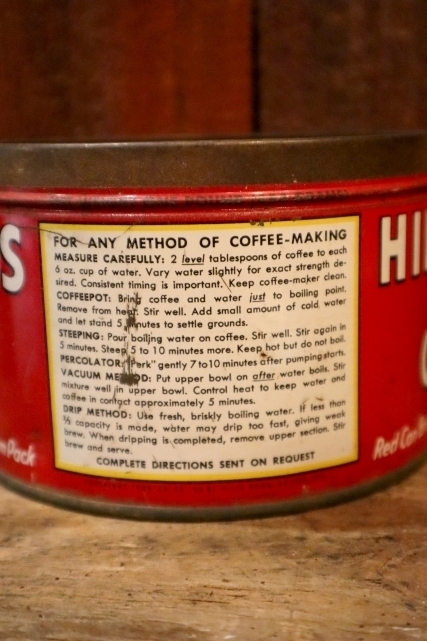 S
HI
FOR ANY METHOD OF COFFEE-MAKING
MEASURE CAREFULLY: 2 level tablespoons of coffee to each
6 oz. cup of water. Vary water slightly for exact strength de-
sired. Consistent timing is important. Keep coffee-maker clean.
COFFEEPOT: Bring coffee and water just to boiling point.
Remove from heat. Stir well. Add small amount of cold water
and let stand 5 minutes to settle grounds.
STEEPING: Pour boiling water on coffee. Stir well. Stir again in
5 minutes. Steep 5 to 10 minutes more. Keep hot but do not boil.
PERCOLATOR: "Perk" gently 7 to 10 minutes after pumping starts.
VACUUM METHOD: Put upper bowl on after water boils. Stir
mixture well in upper bowl. Control heat to keep water and
coffee in contact approximately 5 minutes.
DRIP METHOD: Use fresh, briskly boiling water. If less than
½ capacity is made, water may drip too fast, giving weak
brew. When dripping is completed, remove upper section. Stir
brew and serve.
COMPLETE DIRECTIONS SENT ON REQUEST
m Pack
Red Can